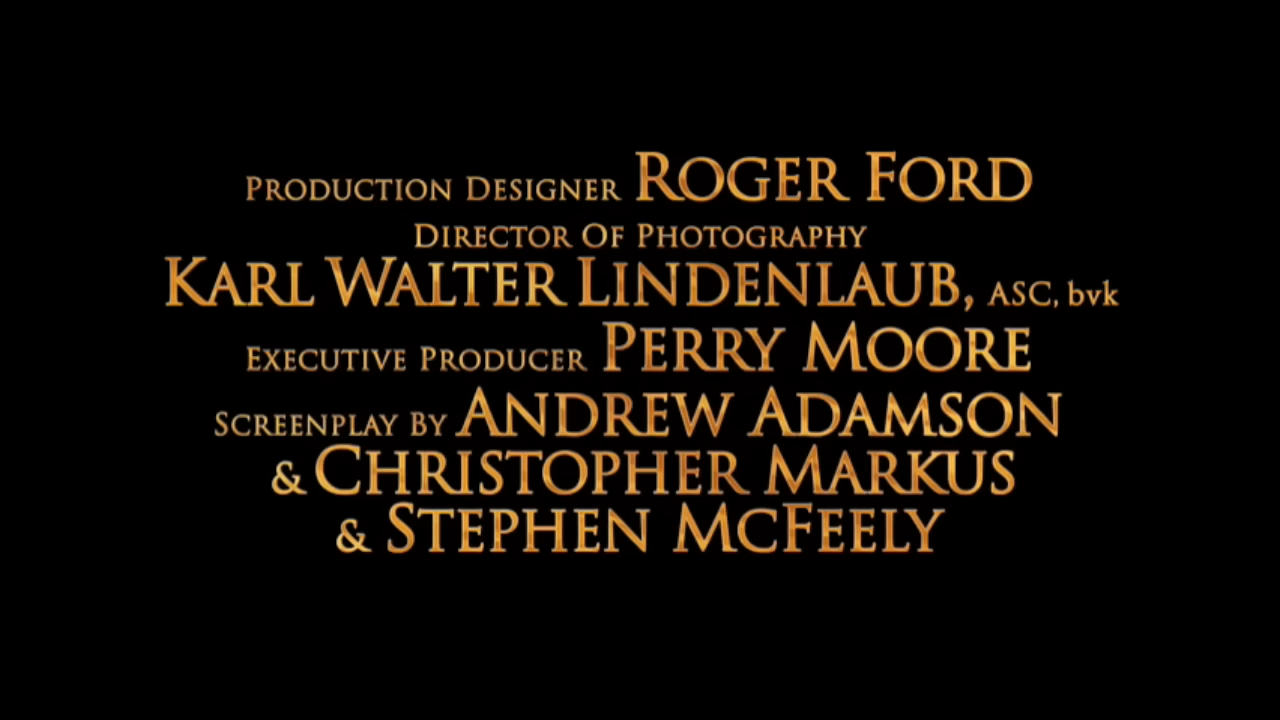 Production Designer Roger Ford
Director Of Photography
Karl Walter Lindenlaub, ASC, bvk
Executive Producer Perry Moore
Screenplay By Andrew Adamson
& Christopher Markus
& Stephen McFeely